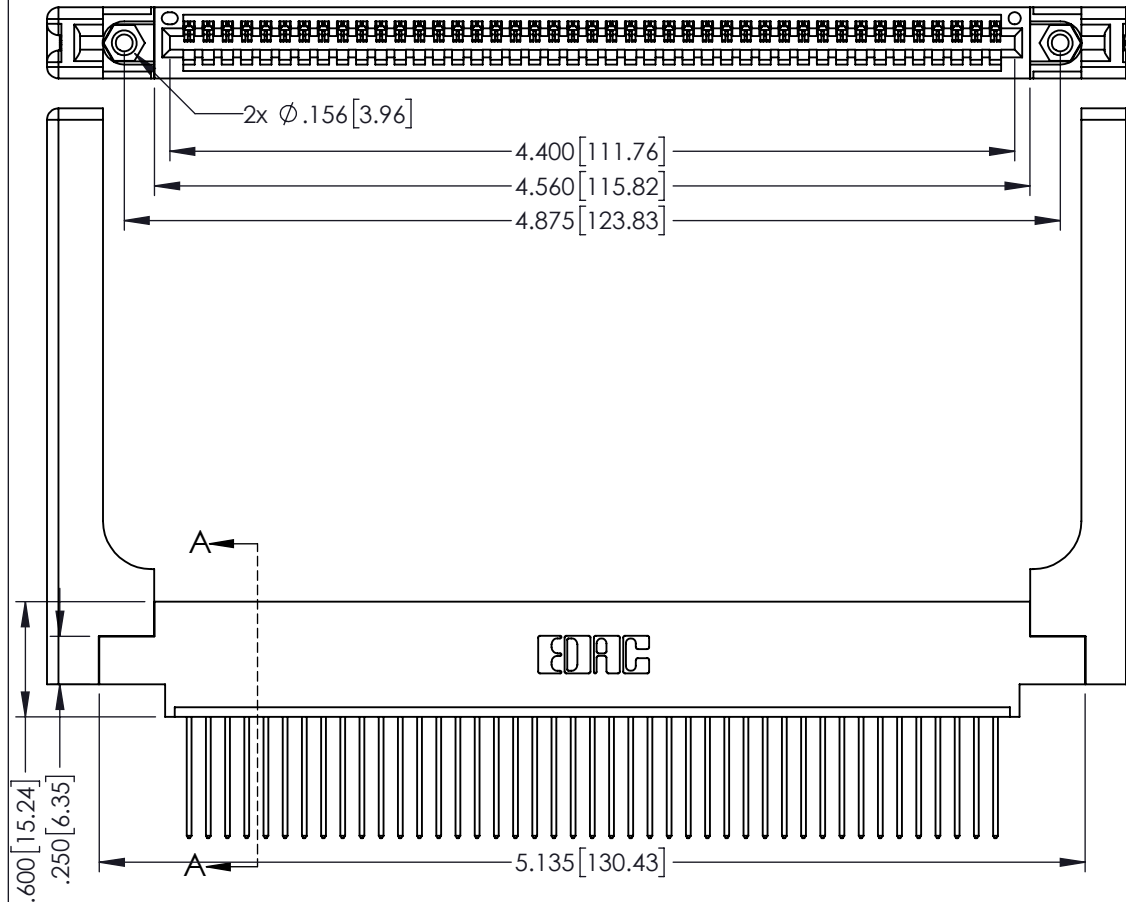 2x ∅ .156[3.96]
4.400[111.76]
4.560[115.82]
4.875[123.83]
A
EDAC
.600[15.24]
.250[6.35]
A
5.135[130.43]